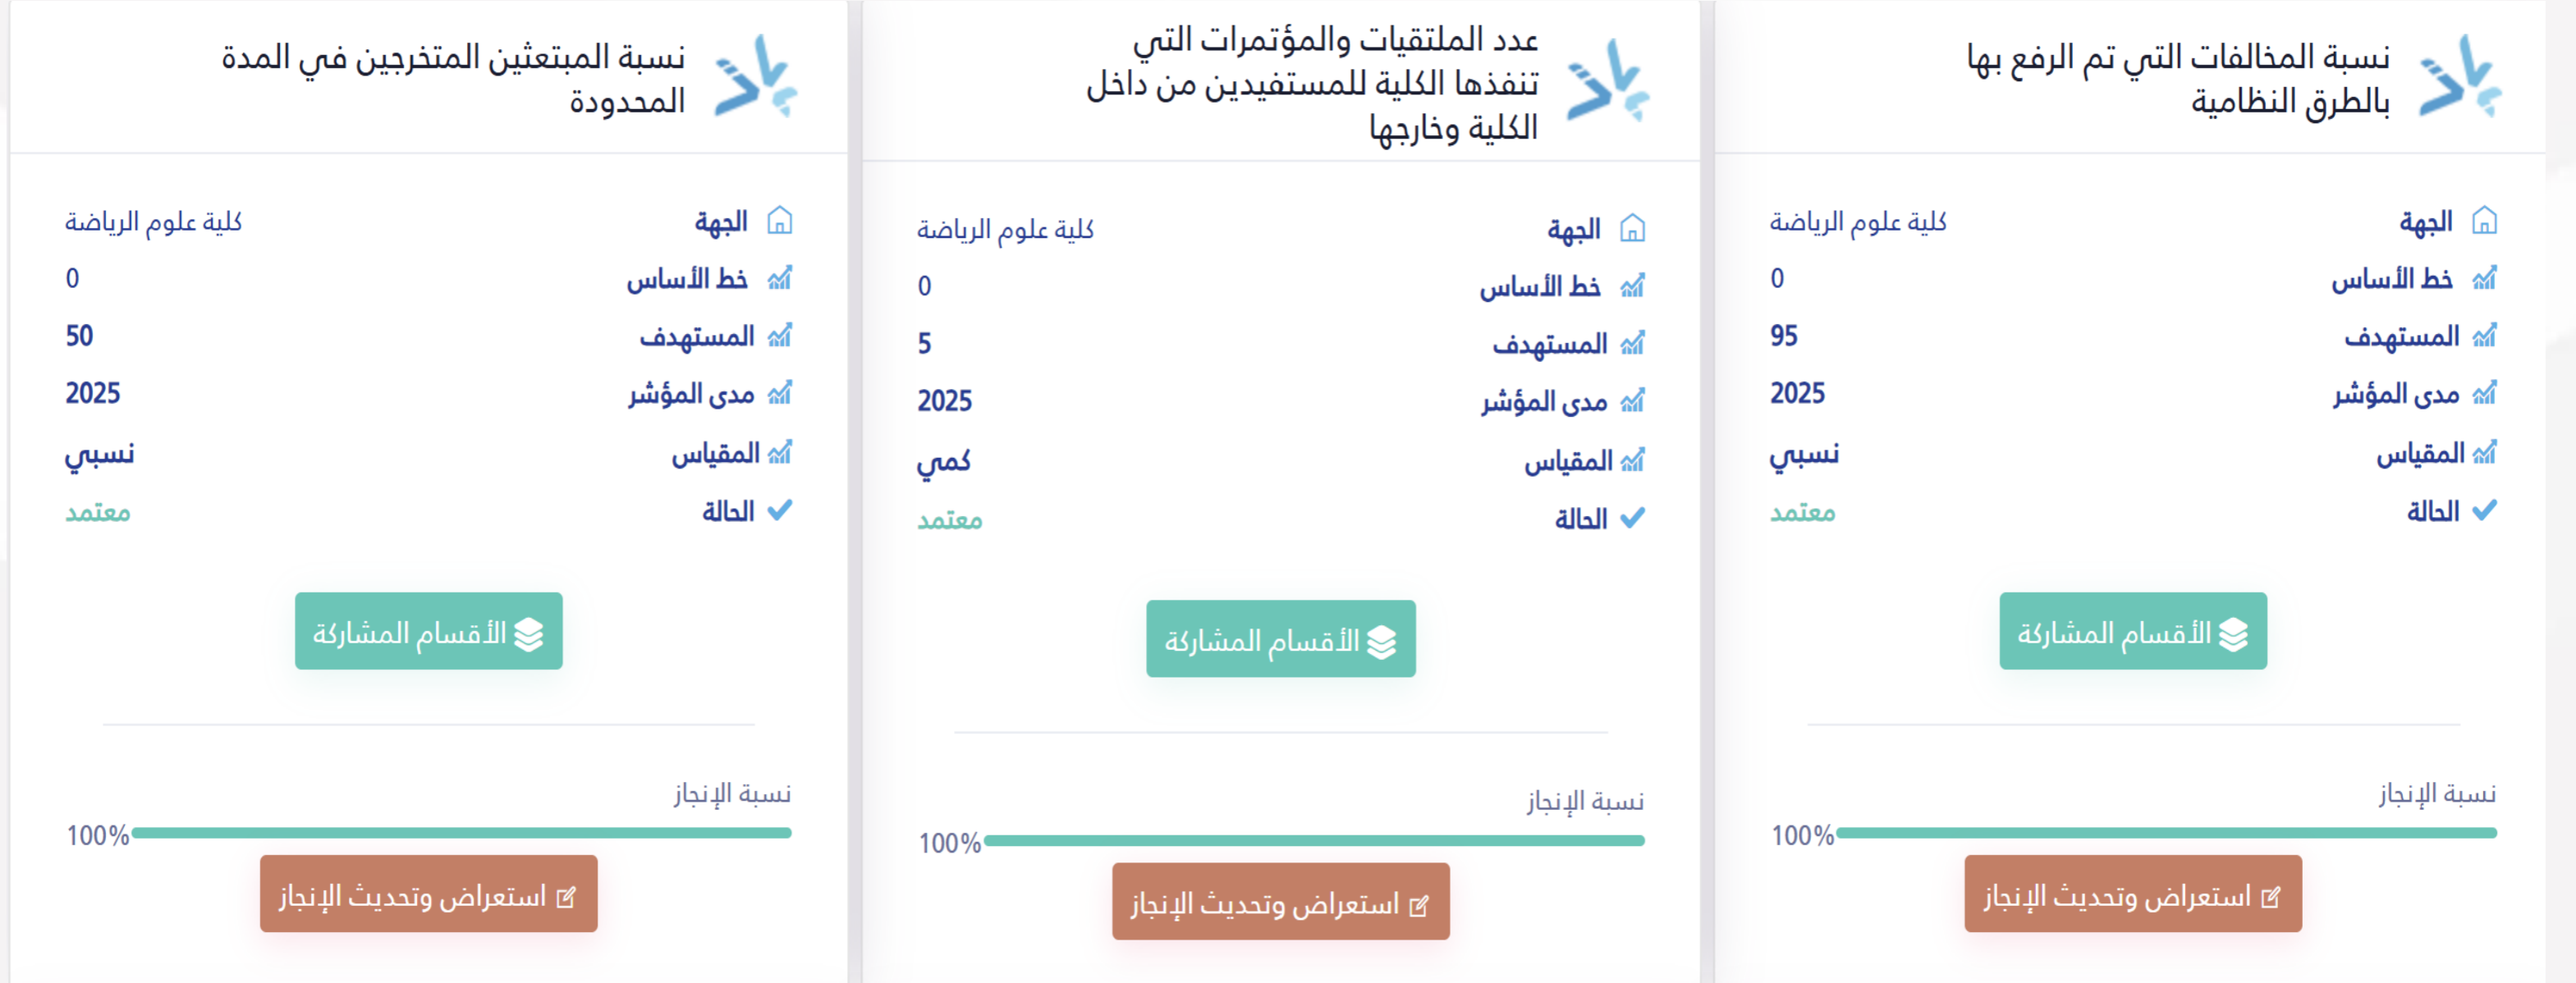 نسبة المخالفات التي تم الرفع بها
بالطرق النظامية
الجهة كلية علوم الرياضة
خط الأساس 0
المستهدف 95
مدى المؤشر 2025
المقياس نسبي
الحالة معتمد
الأقسام المشاركة
نسبة الإنجاز
100%
استعراض وتحديث الإنجاز
عدد الملتقيات والمؤتمرات التي
تنفذها الكلية للمستفيدين من داخل
الكلية وخارجها
الجهة كلية علوم الرياضة
خط الأساس 0
المستهدف 5
مدى المؤشر 2025
المقياس كمي
الحالة معتمد
الأقسام المشاركة
نسبة الإنجاز
100%
استعراض وتحديث الإنجاز
نسبة المبتعثين المتخرجين في المدة
المحدودة
الجهة كلية علوم الرياضة
خط الأساس 0
المستهدف 50
مدى المؤشر 2025
المقياس نسبي
الحالة معتمد
الأقسام المشاركة
نسبة الإنجاز
100%
استعراض وتحديث الإنجاز